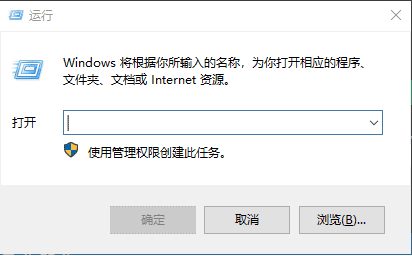 运行
Windows 将根据你所输入的名称，为你打开相应的程序、
文件夹、文档或 Internet 资源。
打开
使用管理权限创建此任务。
确定 取消 浏览(B)...